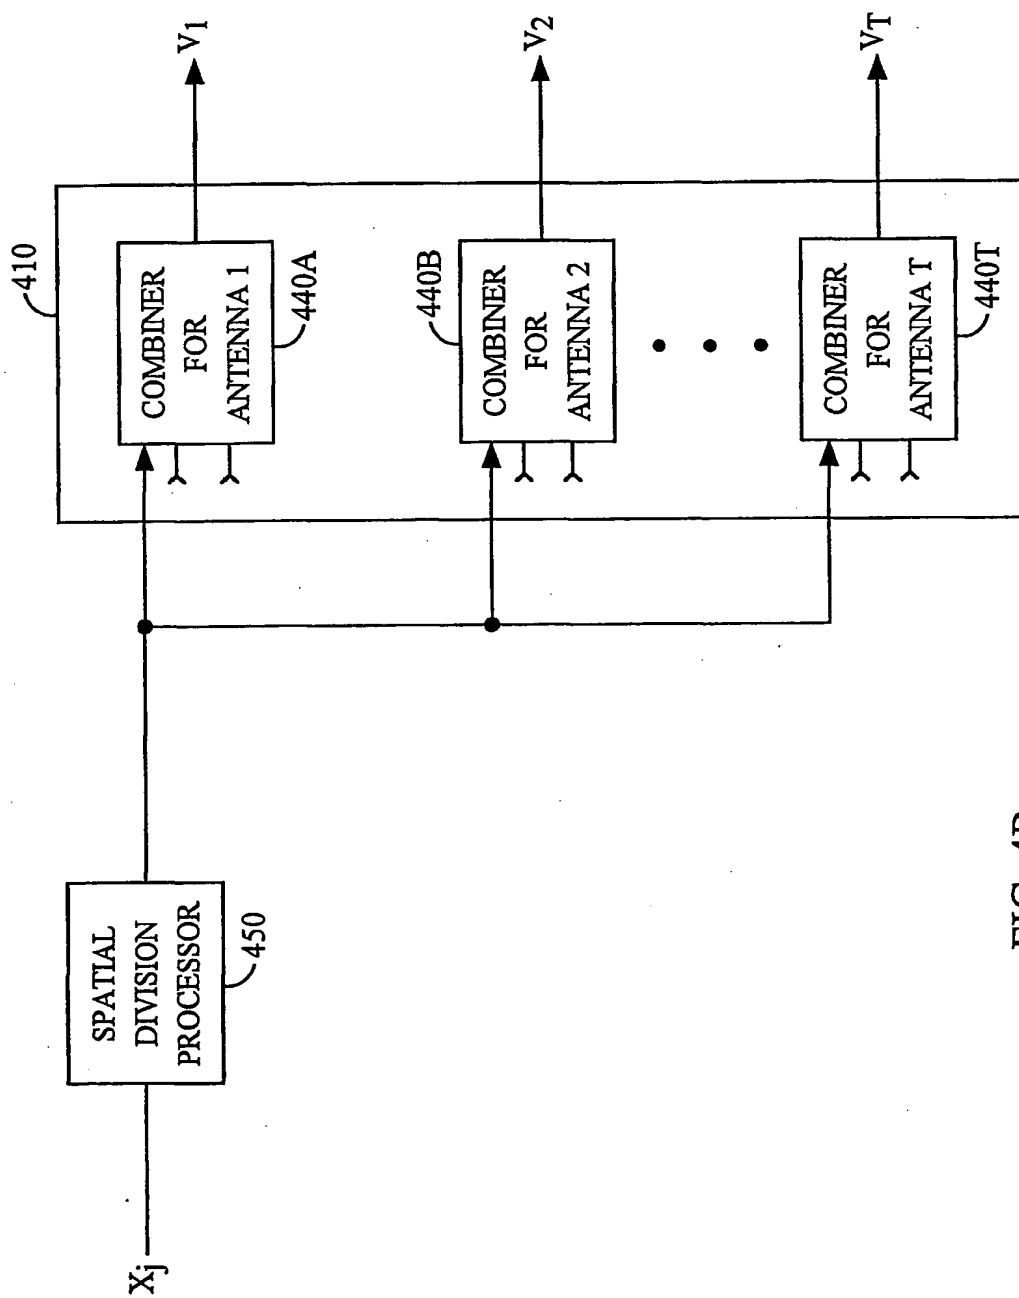 X_j
SPATIAL
DIVISION
PROCESSOR
450
410
COMBINER
FOR
ANTENNA 1
440A
V_1
440B
COMBINER
FOR
ANTENNA 2
V_2
COMBINER
FOR
ANTENNA T
440T
V_T
FIG.